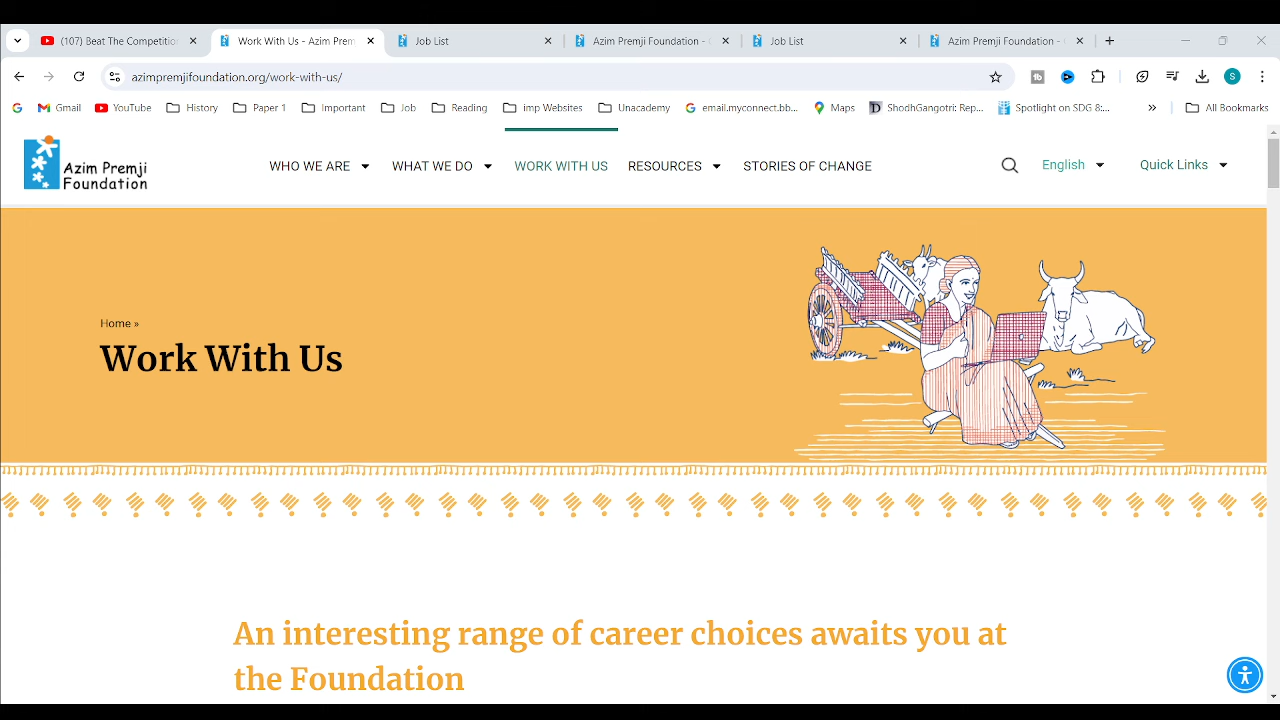 (107) Beat The Competition
Work With Us - Azim Prem
Job List
Azim Premji Foundation -
Job List
Azim Premji Foundation -
azimpremjifoundation.org/work-with-us/
S
Gmail
YouTube
History
Paper 1
Important
Job
Reading
imp Websites
Unacademy
email.myconnect.bb...
Maps
ShodhGangotri: Rep...
Spotlight on SDG 8:...
»
All Bookmarks
Azim Premji
Foundation
WHO WE ARE
WHAT WE DO
WORK WITH US
RESOURCES
STORIES OF CHANGE
English
Quick Links
Home »
Work With Us
An interesting range of career choices awaits you at
the Foundation